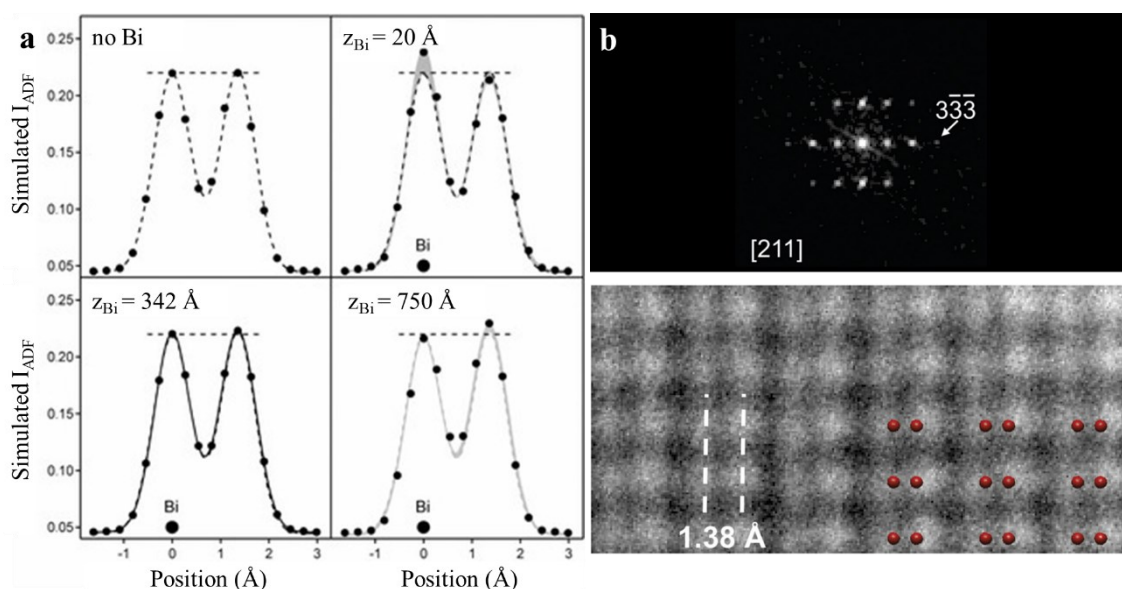 a
no Bi
z_Bi = 20 Å
Simulated I_ADF
0.25
0.20
0.15
0.10
0.05
Bi
z_Bi = 342 Å
z_Bi = 750 Å
Simulated I_ADF
0.25
0.20
0.15
0.10
0.05
Bi
Bi
-1 0 1 2 3
-1 0 1 2 3
Position (Å)
Position (Å)
b
33̅3̅
[211]
1.38 Å